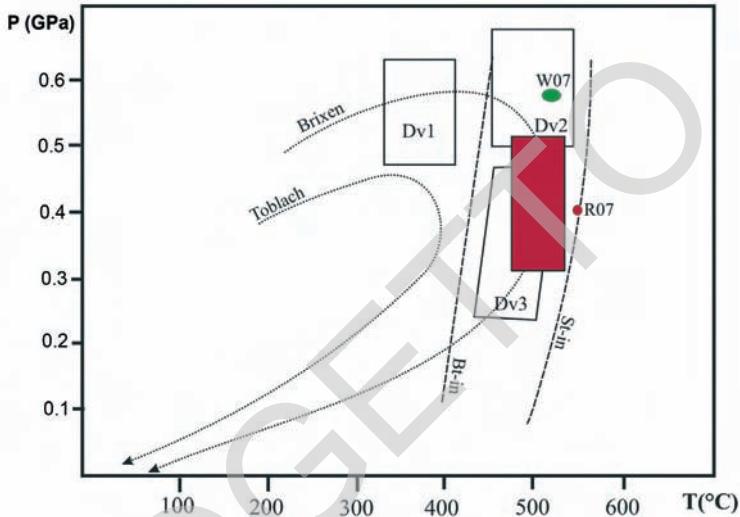 P (GPa)
0.6
0.5
0.4
0.3
0.2
0.1
Brixen
Toblach
Dv1
W07
Dv2
R07
Dv3
Bt-in
St-in
100
200
300
400
500
600
T(°C)
OGETTO